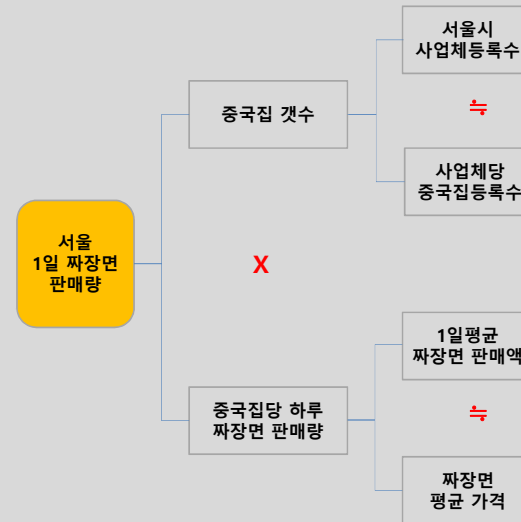 서울시
사업체등록수
중국집 갯수
≒
사업체당
중국집등록수
서울
1일 짜장면
판매량
X
1일평균
짜장면 판매액
중국집당 하루
짜장면 판매량
≒
짜장면
평균 가격